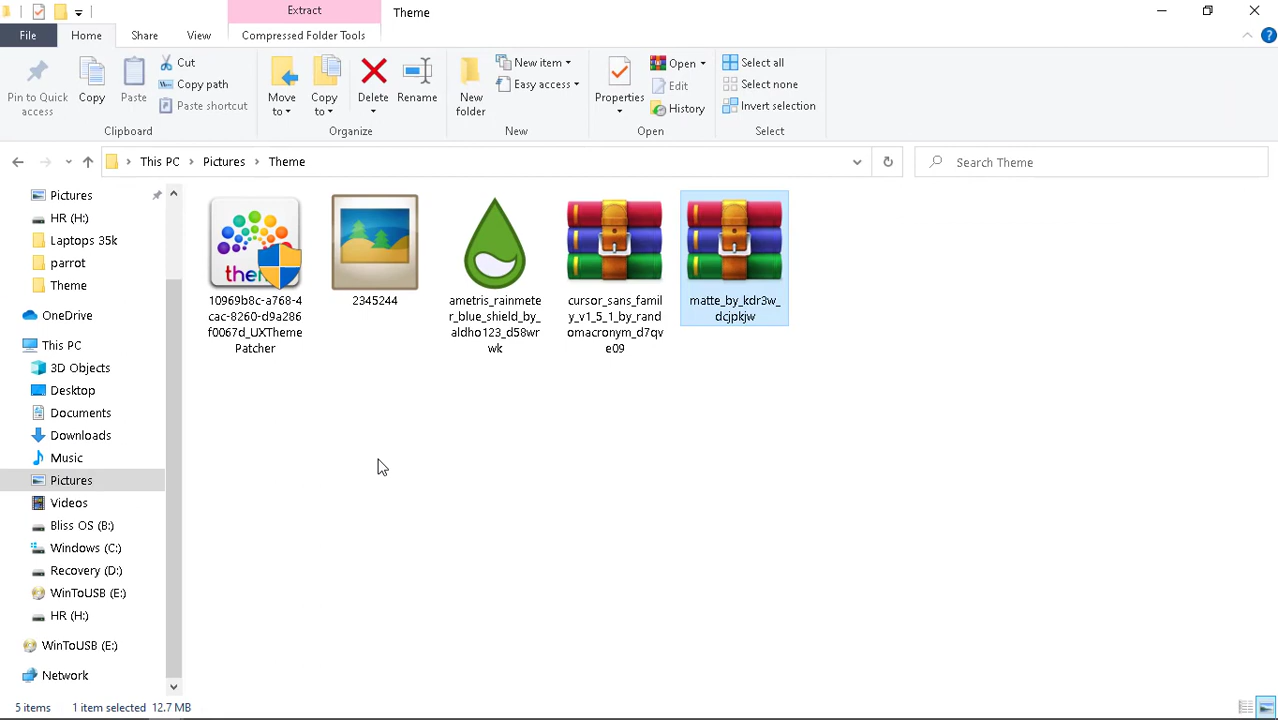 Extract
Theme
File
Home
Share
View
Compressed Folder Tools
Pin to Quick
access
Copy
Paste
Cut
Copy path
Paste shortcut
Clipboard
Move
to
Copy
to
Delete
Rename
Organize
New
folder
New item
Easy access
New
Properties
Open
Edit
History
Open
Select all
Select none
Invert selection
Select
This PC
Pictures
Theme
Search Theme
Pictures
HR (H:)
Laptops 35k
parrot
Theme
OneDrive
This PC
3D Objects
Desktop
Documents
Downloads
Music
Pictures
Videos
Bliss OS (B:)
Windows (C:)
Recovery (D:)
WinToUSB (E:)
HR (H:)
WinToUSB (E:)
Network
10969b8c-a768-4
cac-8260-d9a286
f0067d_UXTheme
Patcher
2345244
ametris_rainmete
r_blue_shield_by_
aldho123_d58wr
wk
cursor_sans_famil
y_v1_5_1_by_rand
omacronym_d7qv
e09
matte_by_kdr3w_
dcjpkjw
5 items
1 item selected 12.7 MB